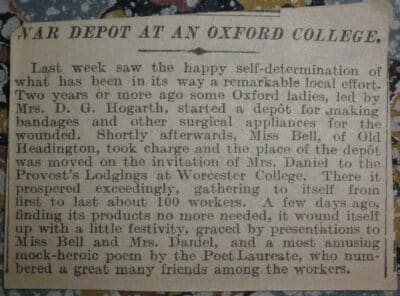 WAR DEPOT AT AN OXFORD COLLEGE.
Last week saw the happy self-determination of
what has been in its way a remarkable local effort.
Two years or more ago some Oxford ladies, led by
Mrs. D. G. Hogarth, started a depôt for making
bandages and other surgical appliances for the
wounded. Shortly afterwards, Miss Bell, of Old
Headington, took charge and the place of the depôt
was moved on the invitation of Mrs. Daniel to the
Provost's Lodgings at Worcester College. There it
prospered exceedingly, gathering to itself from
first to last about 100 workers. A few days ago,
finding its products no more needed, it wound itself
up with a little festivity, graced by presentations to
Miss Bell and Mrs. Daniel, and a most amusing
mock-heroic poem by the Poet Laureate, who num-
bered a great many friends among the workers.